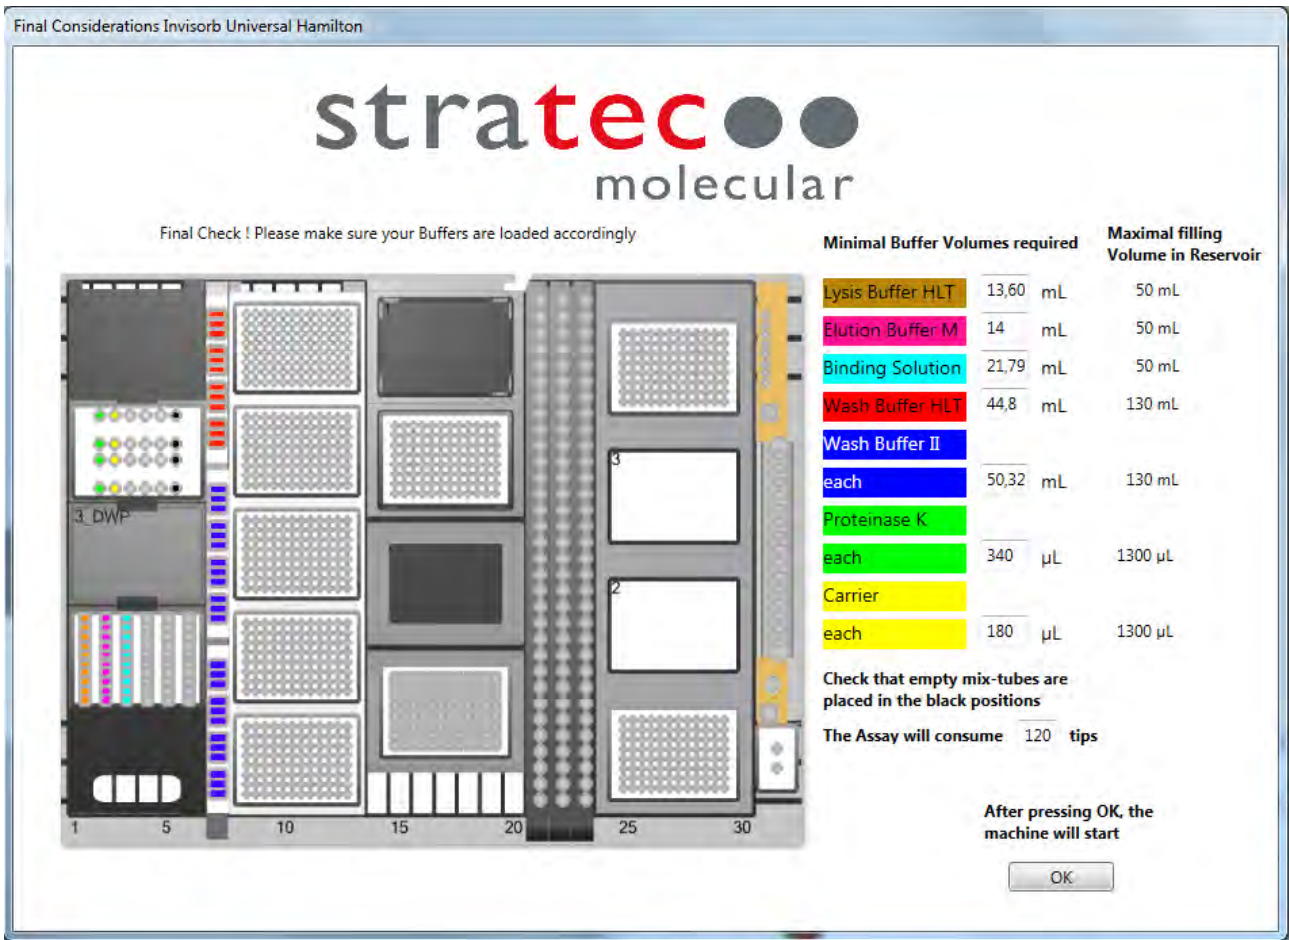 Final Considerations Invisorb Universal Hamilton
stratec
molecular
Final Check ! Please make sure your Buffers are loaded accordingly
Minimal Buffer Volumes required
Maximal filling
Volume in Reservoir
Lysis Buffer HLT 13,60 mL 50 mL
Elution Buffer M 14 mL 50 mL
Binding Solution 21,79 mL 50 mL
Wash Buffer HLT 44,8 mL 130 mL
Wash Buffer II
each 50,32 mL 130 mL
Proteinase K
each 340 µL 1300 µL
Carrier
each 180 µL 1300 µL
Check that empty mix-tubes are
placed in the black positions
The Assay will consume 120 tips
After pressing OK, the
machine will start
OK
3_DWP
3
2
1 5 10 15 20 25 30